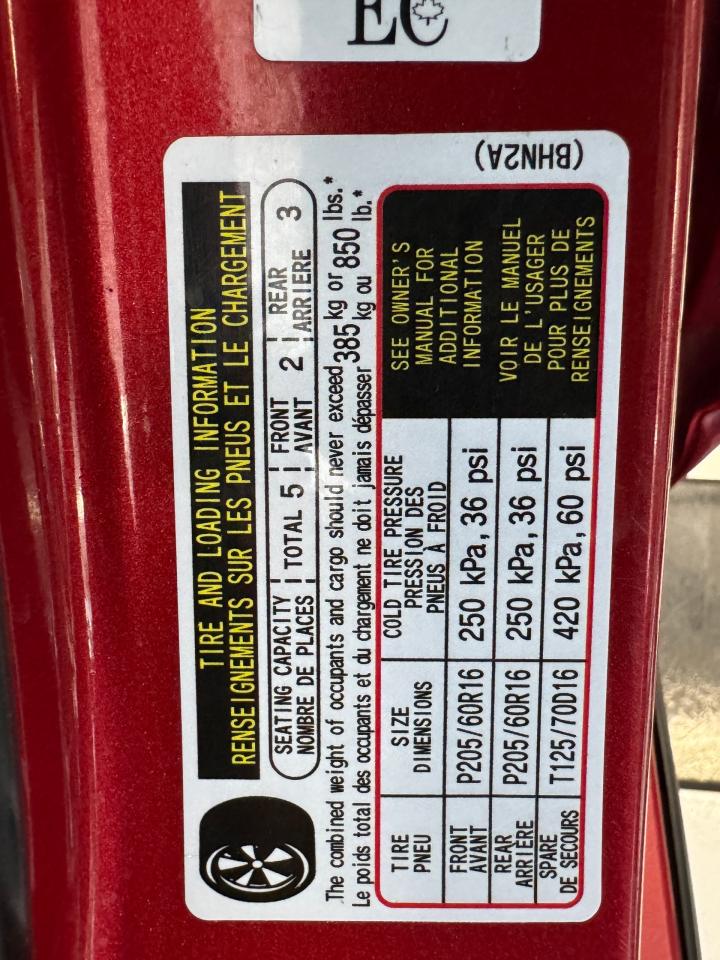 EC
(BHN2A)
TIRE AND LOADING INFORMATION
RENSEIGNEMENTS SUR LES PNEUS ET LE CHARGEMENT
SEATING CAPACITY
NOMBRE DE PLACES
TOTAL 5
FRONT
AVANT
2
REAR
ARRIÈRE
3
The combined weight of occupants and cargo should never exceed 385 kg or 850 lbs.*
Le poids total des occupants et du chargement ne doit jamais dépasser 385 kg ou 850 lb.*
TIRE
PNEU
SIZE
DIMENSIONS
COLD TIRE PRESSURE
PRESSION DES
PNEUS À FROID
FRONT
AVANT
P205/60R16
250 kPa, 36 psi
REAR
ARRIÈRE
P205/60R16
250 kPa, 36 psi
SPARE
DE SECOURS
T125/70D16
420 kPa, 60 psi
SEE OWNER'S
MANUAL FOR
ADDITIONAL
INFORMATION
VOIR LE MANUEL
DE L'USAGER
POUR PLUS DE
RENSEIGNEMENTS